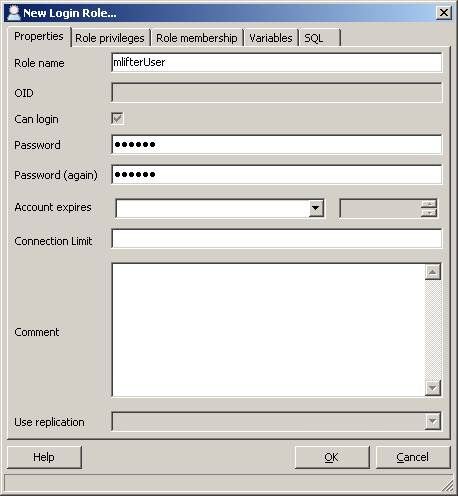 New Login Role...
Properties Role privileges Role membership Variables SQL
Role name mlifterUser
OID
Can login
Password ••••••
Password (again) ••••••
Account expires
Connection Limit
Comment
Use replication
Help OK Cancel